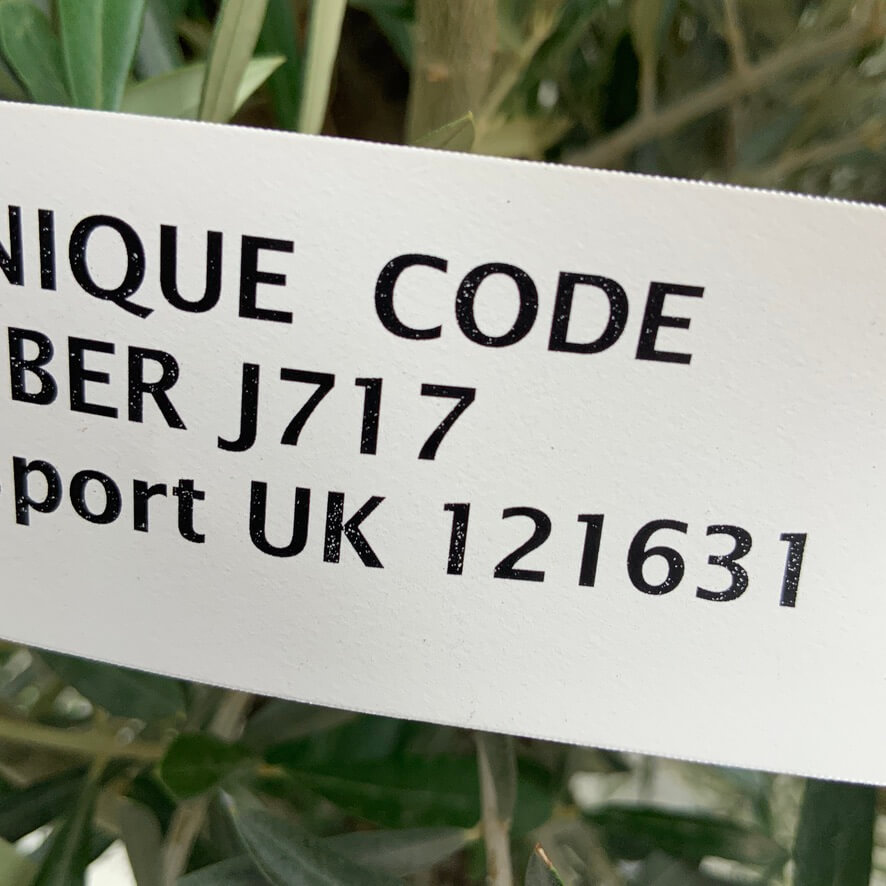 NIQUE CODE
BER J717
port UK 121631